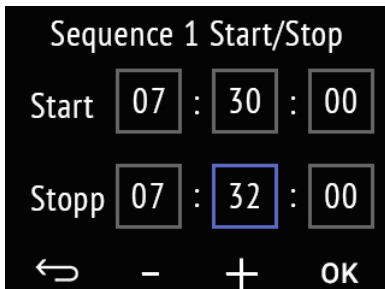 Sequence 1 Start/Stop
Start 07 : 30 : 00
Stopp 07 : 32 : 00
- + OK